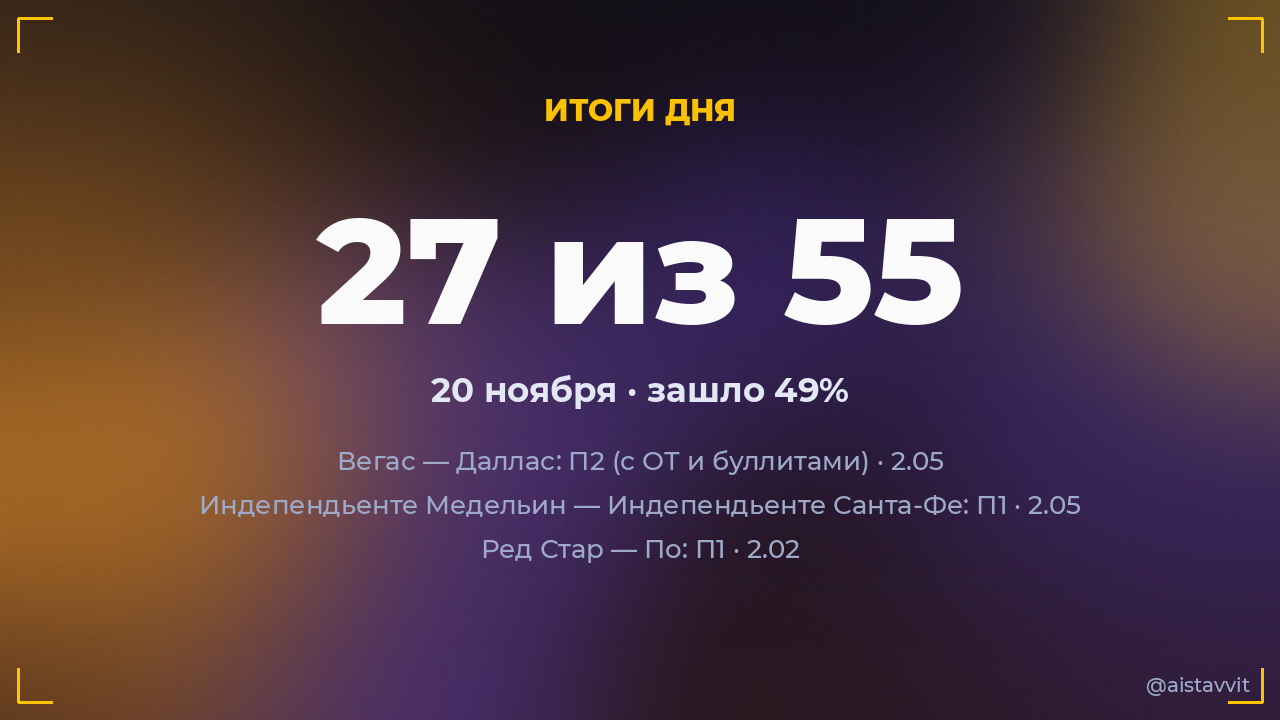 ИТОГИ ДНЯ
27 из 55
20 ноября · зашло 49%
Вегас — Даллас: П2 (с ОТ и буллитами) · 2.05
Индепендьенте Медельин — Индепендьенте Санта-Фе: П1 · 2.05
Ред Стар — По: П1 · 2.02
@aistavvit